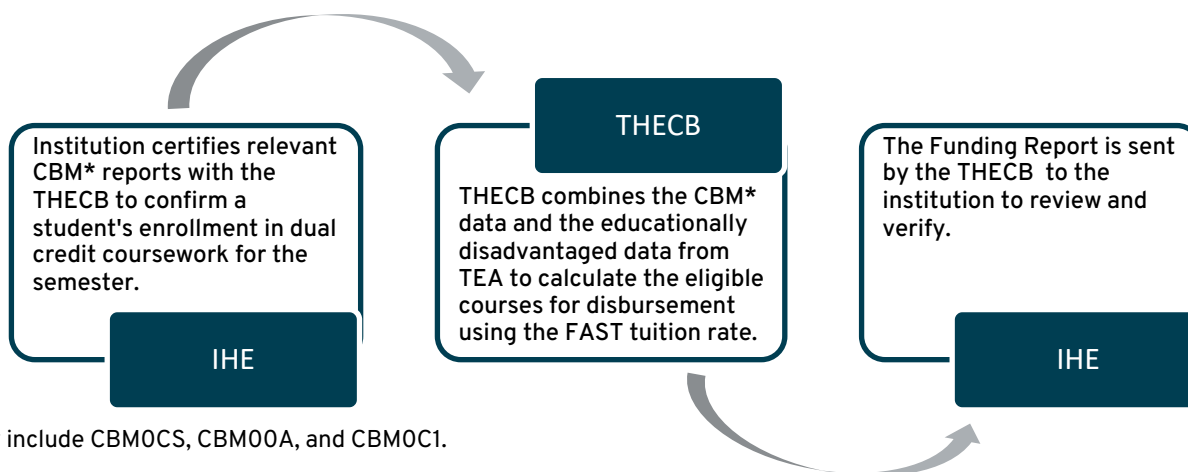 Institution certifies relevant
CBM* reports with the
THECB to confirm a
student's enrollment in dual
credit coursework for the
semester.
IHE
THECB
THECB combines the CBM*
data and the educationally
disadvantaged data from
TEA to calculate the eligible
courses for disbursement
using the FAST tuition rate.
The Funding Report is sent
by the THECB to the
institution to review and
verify.
IHE
include CBM0CS, CBM00A, and CBM0C1.